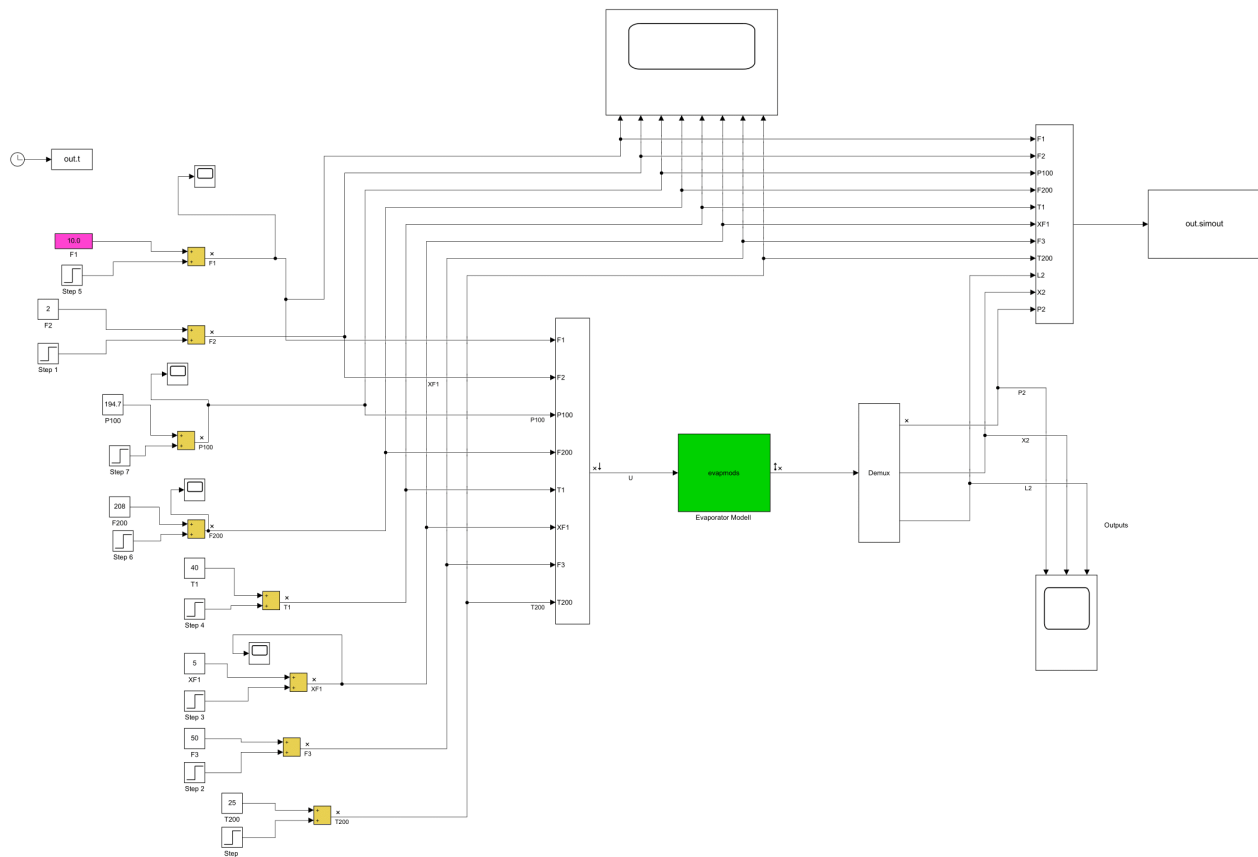 out.t
10.0
F1
Step 5
F1
2
F2
Step 1
F2
194.7
P100
Step 7
P100
208
F200
Step 6
F200
40
T1
Step 4
T1
5
XF1
Step 3
XF1
50
F3
Step 2
F3
25
T200
Step
T200
XF1
P100
T200
F1
F2
P100
F200
T1
XF1
F3
T200
U
evapmods
Evaporator Modell
Demux
P2
X2
L2
Outputs
F1
F2
P100
F200
T1
XF1
F3
T200
L2
X2
P2
out.simout